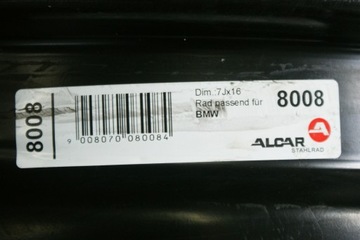 8008
9 008070 080084
Dim.:7Jx16
Rad passend für
BMW
8008
ALCAR
STAHLRAD